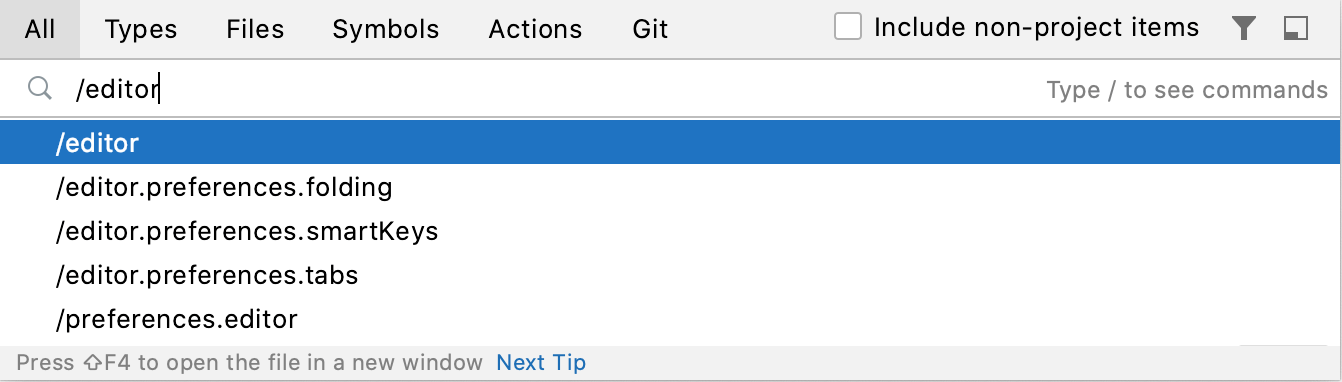 All Types Files Symbols Actions Git Include non-project items
/editor Type / to see commands
/editor
/editor.preferences.folding
/editor.preferences.smartKeys
/editor.preferences.tabs
/preferences.editor
Press ⇧F4 to open the file in a new window Next Tip